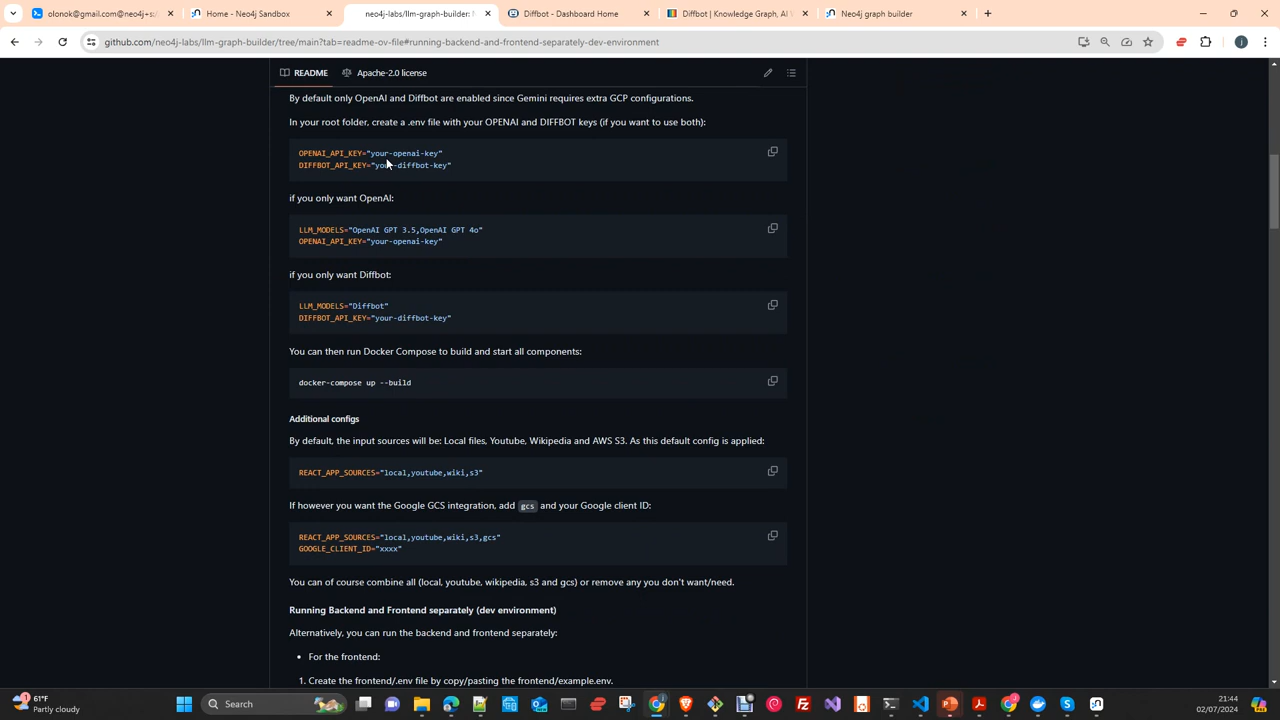 olonok@gmail.com@neo4j+s:/
Home - Neo4j Sandbox
neo4j-labs/llm-graph-builder: N
Diffbot - Dashboard Home
Diffbot | Knowledge Graph, AI W
Neo4j graph builder
github.com/neo4j-labs/llm-graph-builder/tree/main?tab=readme-ov-file#running-backend-and-frontend-separately-dev-environment
README
Apache-2.0 license
By default only OpenAI and Diffbot are enabled since Gemini requires extra GCP configurations.
In your root folder, create a .env file with your OPENAI and DIFFBOT keys (if you want to use both):
OPENAI_API_KEY="your-openai-key"
DIFFBOT_API_KEY="your-diffbot-key"
if you only want OpenAI:
LLM_MODELS="OpenAI GPT 3.5,OpenAI GPT 4o"
OPENAI_API_KEY="your-openai-key"
if you only want Diffbot:
LLM_MODELS="Diffbot"
DIFFBOT_API_KEY="your-diffbot-key"
You can then run Docker Compose to build and start all components:
docker-compose up --build
Additional configs
By default, the input sources will be: Local files, Youtube, Wikipedia and AWS S3. As this default config is applied:
REACT_APP_SOURCES="local,youtube,wiki,s3"
If however you want the Google GCS integration, add gcs and your Google client ID:
REACT_APP_SOURCES="local,youtube,wiki,s3,gcs"
GOOGLE_CLIENT_ID="xxxx"
You can of course combine all (local, youtube, wikipedia, s3 and gcs) or remove any you don't want/need.
Running Backend and Frontend separately (dev environment)
Alternatively, you can run the backend and frontend separately:
• For the frontend:
1. Create the frontend/.env file by copy/pasting the frontend/example.env.
61°F
Partly cloudy
Search
21:44
02/07/2024